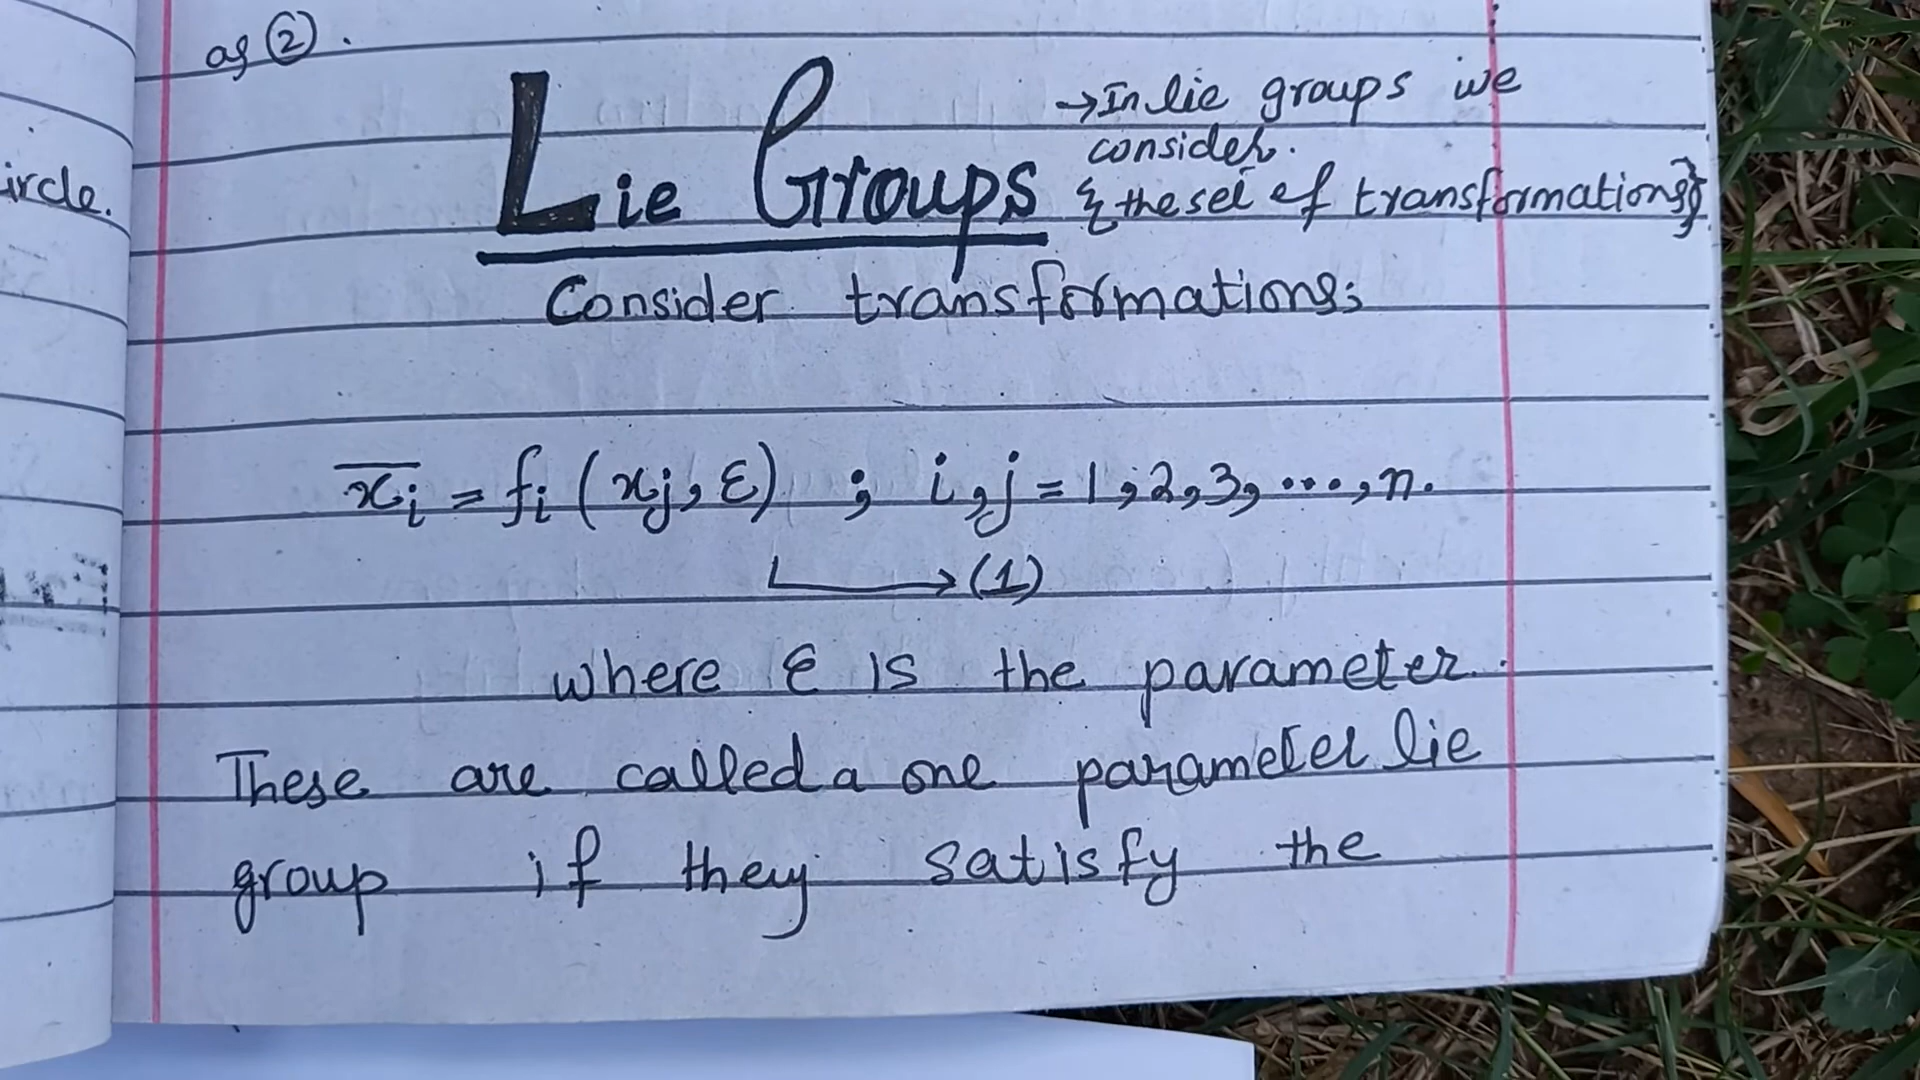 as ②.
Lie Groups
→In lie groups we
consider.
{the set of transformations}
Consider transformations;
x̄ᵢ = fᵢ (xⱼ, ε) ; i, j = 1, 2, 3, ..., n.
→ (1)
where ε is the parameter.
These are called a one parameter lie
group if they satisfy the
ircle.